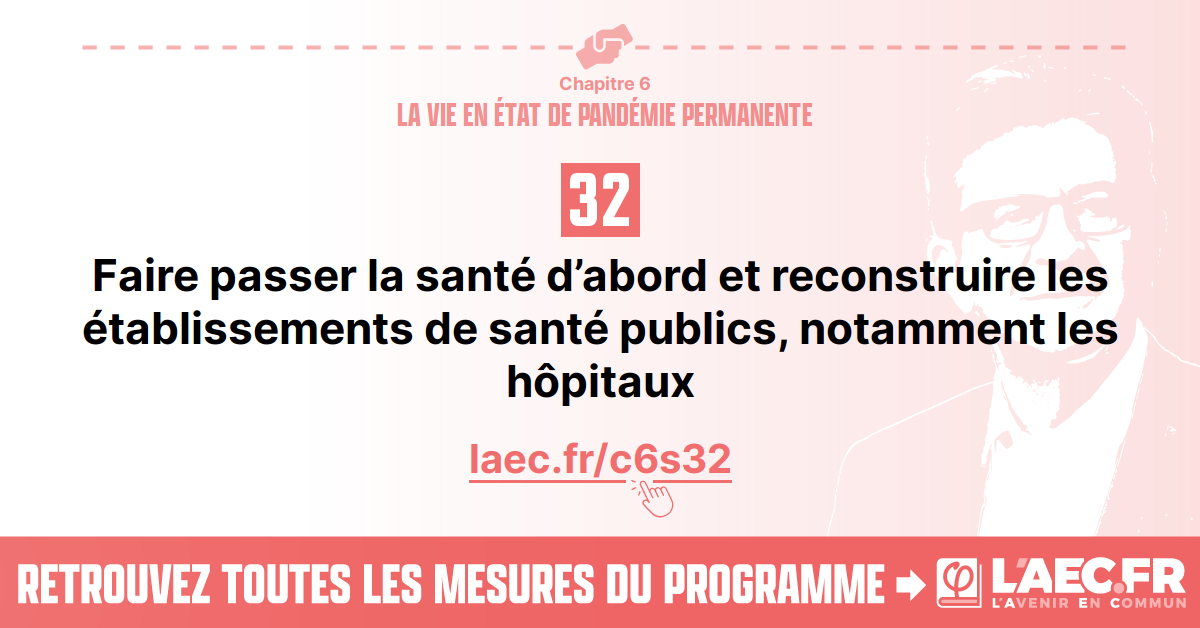 Chapitre 6
LA VIE EN ÉTAT DE PANDÉMIE PERMANENTE
32
Faire passer la santé d’abord et reconstruire les
établissements de santé publics, notamment les
hôpitaux
laec.fr/c6s32
RETROUVEZ TOUTES LES MESURES DU PROGRAMME
φ L'AEC.FR
L'AVENIR EN COMMUN